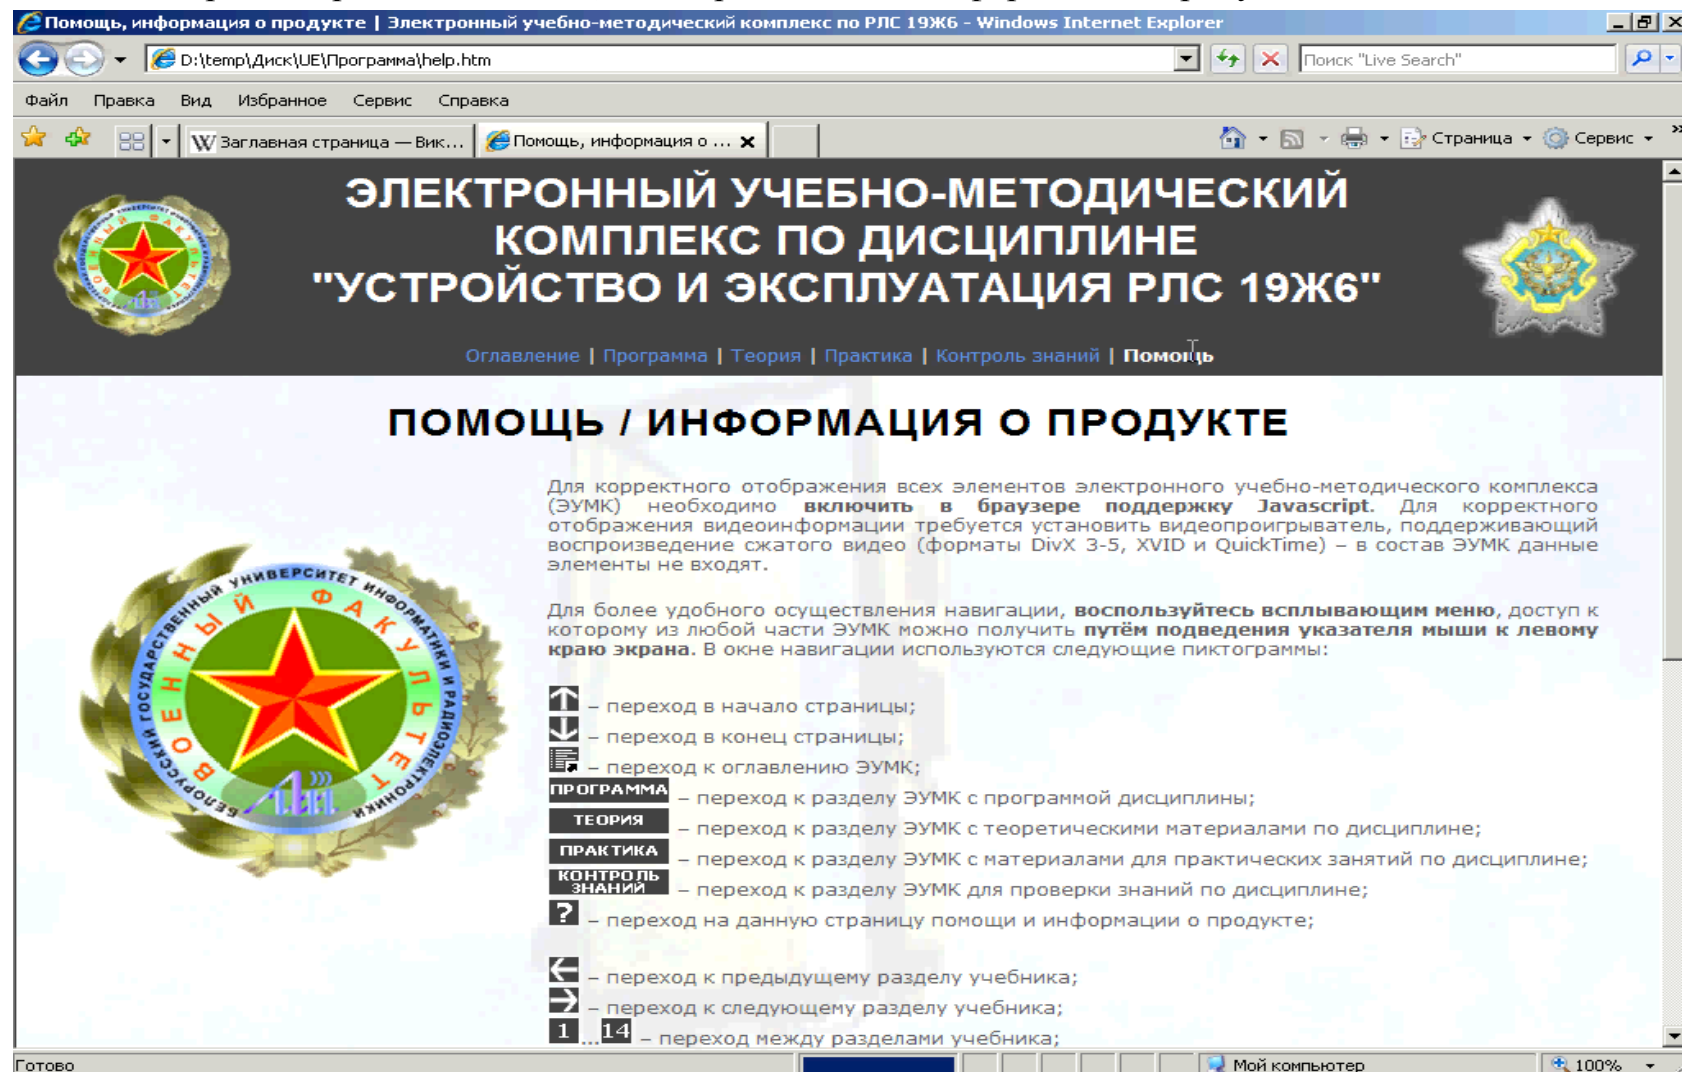 Помощь, информация о продукте | Электронный учебно-методический комплекс по РЛС 19Ж6 - Windows Internet Explorer
D:\temp\Диск\UE\Программа\help.htm
Поиск "Live Search"
Файл Правка Вид Избранное Сервис Справка
W Заглавная страница — Вик...
Помощь, информация о ...
Страница
Сервис
ЭЛЕКТРОННЫЙ УЧЕБНО-МЕТОДИЧЕСКИЙ
КОМПЛЕКС ПО ДИСЦИПЛИНЕ
"УСТРОЙСТВО И ЭКСПЛУАТАЦИЯ РЛС 19Ж6"
Оглавление | Программа | Теория | Практика | Контроль знаний | Помощь
ПОМОЩЬ / ИНФОРМАЦИЯ О ПРОДУКТЕ
Для корректного отображения всех элементов электронного учебно-методического комплекса
(ЭУМК) необходимо включить в браузере поддержку Javascript. Для корректного
отображения видеоинформации требуется установить видеопроигрыватель, поддерживающий
воспроизведение сжатого видео (форматы DivX 3-5, XVID и QuickTime) – в состав ЭУМК данные
элементы не входят.
Для более удобного осуществления навигации, воспользуйтесь всплывающим меню, доступ к
которому из любой части ЭУМК можно получить путём подведения указателя мыши к левому
краю экрана. В окне навигации используются следующие пиктограммы:
БЕЛОРУССКИЙ ГОСУДАРСТВЕННЫЙ УНИВЕРСИТЕТ ИНФОРМАТИКИ И РАДИОЭЛЕКТРОНИКИ
ВОЕННЫЙ ФАКУЛЬТЕТ
– переход в начало страницы;
– переход в конец страницы;
– переход к оглавлению ЭУМК;
ПРОГРАММА – переход к разделу ЭУМК с программой дисциплины;
ТЕОРИЯ – переход к разделу ЭУМК с теоретическими материалами по дисциплине;
ПРАКТИКА – переход к разделу ЭУМК с материалами для практических занятий по дисциплине;
КОНТРОЛЬ
ЗНАНИЙ – переход к разделу ЭУМК для проверки знаний по дисциплине;
? – переход на данную страницу помощи и информации о продукте;
– переход к предыдущему разделу учебника;
– переход к следующему разделу учебника;
1 ...14 – переход между разделами учебника;
Готово
Мой компьютер
100%